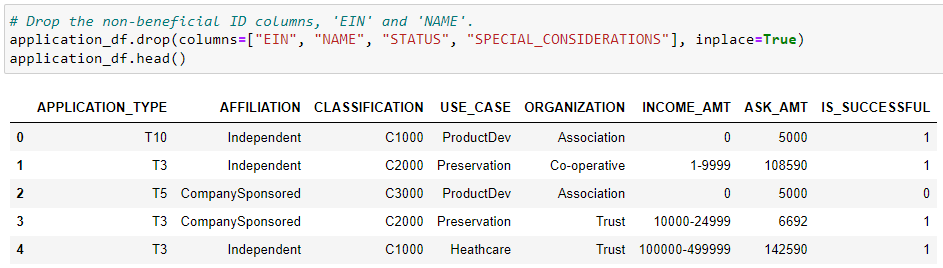 # Drop the non-beneficial ID columns, 'EIN' and 'NAME'.
application_df.drop(columns=["EIN", "NAME", "STATUS", "SPECIAL_CONSIDERATIONS"], inplace=True)
application_df.head()
APPLICATION_TYPE AFFILIATION CLASSIFICATION USE_CASE ORGANIZATION INCOME_AMT ASK_AMT IS_SUCCESSFUL
0 T10 Independent C1000 ProductDev Association 0 5000 1
1 T3 Independent C2000 Preservation Co-operative 1-9999 108590 1
2 T5 CompanySponsored C3000 ProductDev Association 0 5000 0
3 T3 CompanySponsored C2000 Preservation Trust 10000-24999 6692 1
4 T3 Independent C1000 Heathcare Trust 100000-499999 142590 1